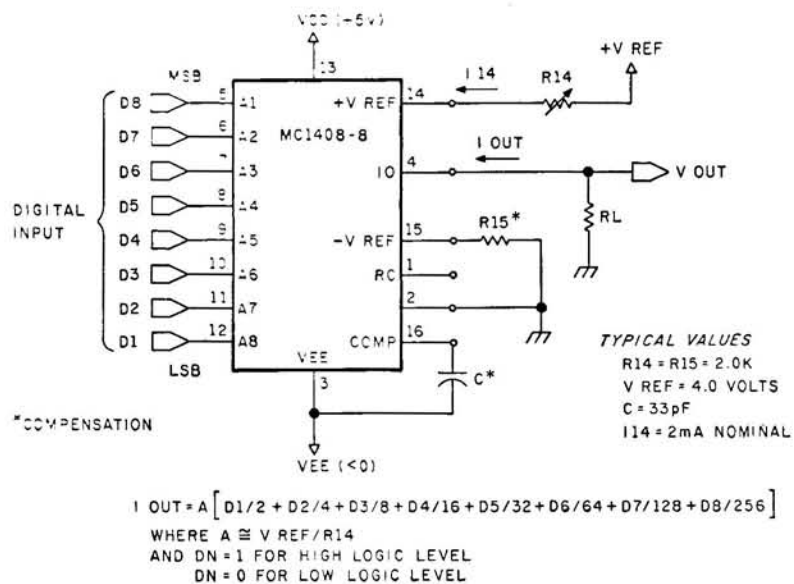 VCC (+5V)
13
MSB
+V REF
I 14
R14
D8 5 A1
+V REF 14
D7 6 A2
MC1408-8
D6 7 A3
I OUT
IO 4
V OUT
D5 8 A4
RL
DIGITAL
INPUT
D4 9 A5
-V REF 15
R15*
D3 10 A6
RC 1
D2 11 A7
2
D1 12 A8
COMP 16
LSB
VEE
3
C*
*COMPENSATION
VEE (<0)
TYPICAL VALUES
R14 = R15 = 2.0K
V REF = 4.0 VOLTS
C = 33pF
I14 = 2mA NOMINAL
I OUT = A [D1/2 + D2/4 + D3/8 + D4/16 + D5/32 + D6/64 + D7/128 + D8/256]
WHERE A ≅ V REF/R14
AND DN = 1 FOR HIGH LOGIC LEVEL
DN = 0 FOR LOW LOGIC LEVEL